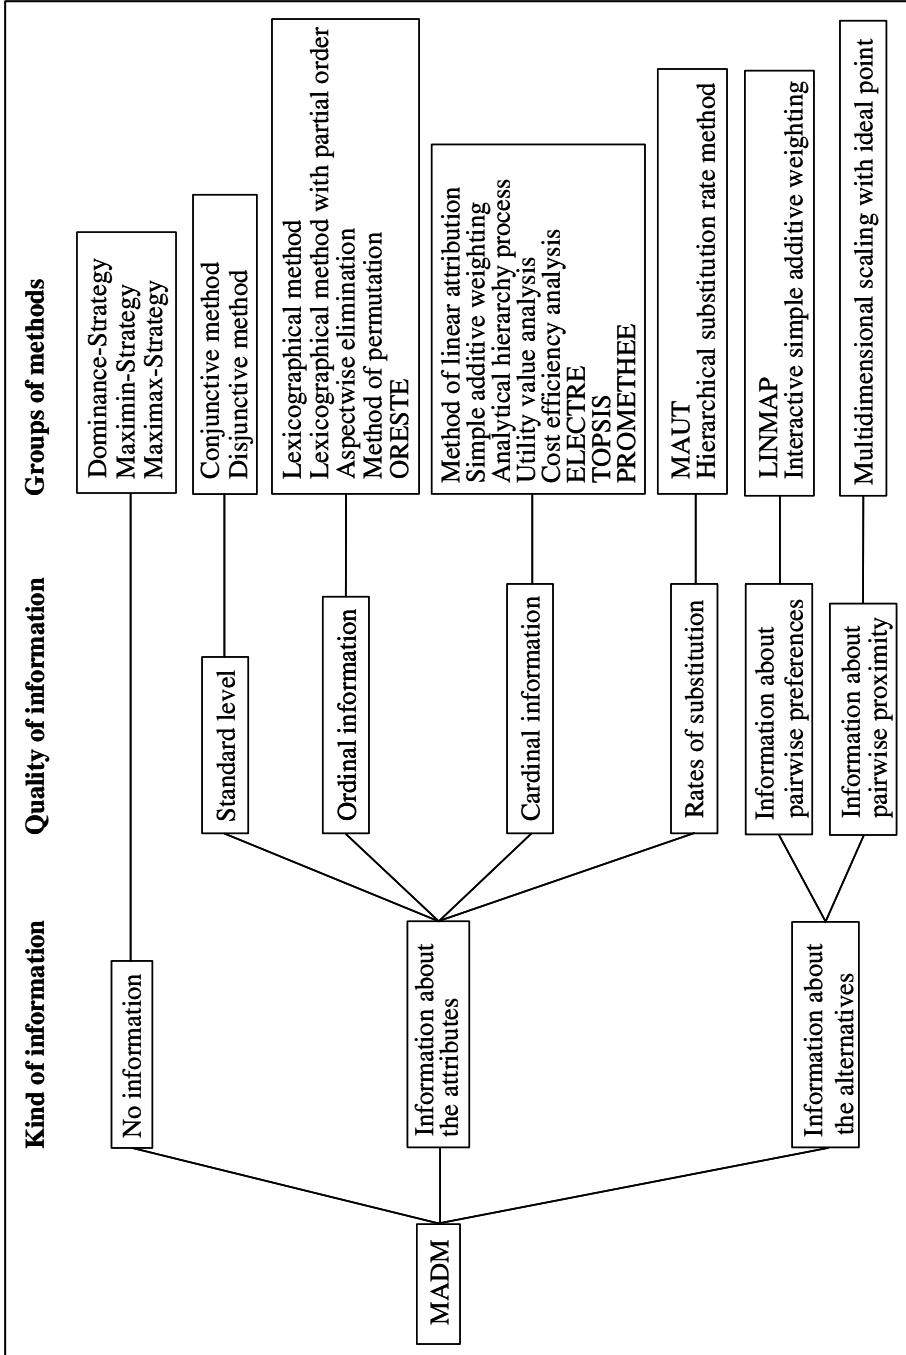 Kind of information
Quality of information
Groups of methods
MADM
No information
Dominance-Strategy
Maximin-Strategy
Maximax-Strategy
Information about
the attributes
Standard level
Conjunctive method
Disjunctive method
Ordinal information
Lexicographical method
Lexicographical method with partial order
Aspectwise elimination
Method of permutation
ORESTE
Cardinal information
Method of linear attribution
Simple additive weighting
Analytical hierarchy process
Utility value analysis
Cost efficiency analysis
ELECTRE
TOPSIS
PROMETHEE
Rates of substitution
MAUT
Hierarchical substitution rate method
Information about
the alternatives
Information about
pairwise preferences
LINMAP
Interactive simple additive weighting
Information about
pairwise proximity
Multidimensional scaling with ideal point